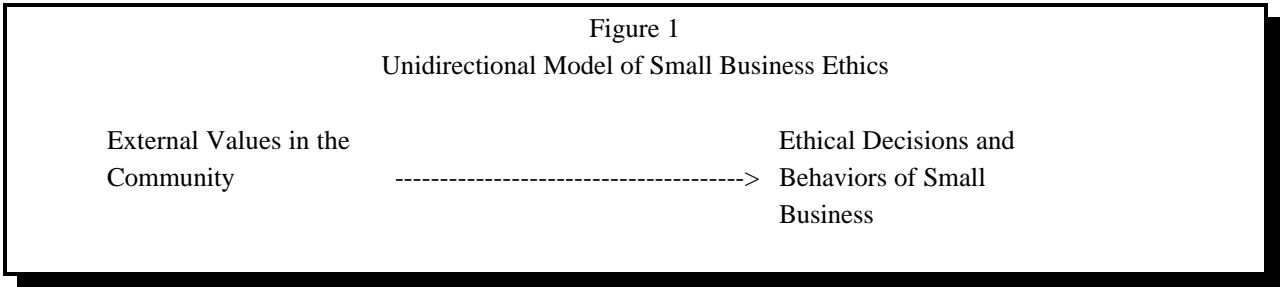 Figure 1
Unidirectional Model of Small Business Ethics
External Values in the
Community
---------------------------------------> 
Ethical Decisions and
Behaviors of Small
Business